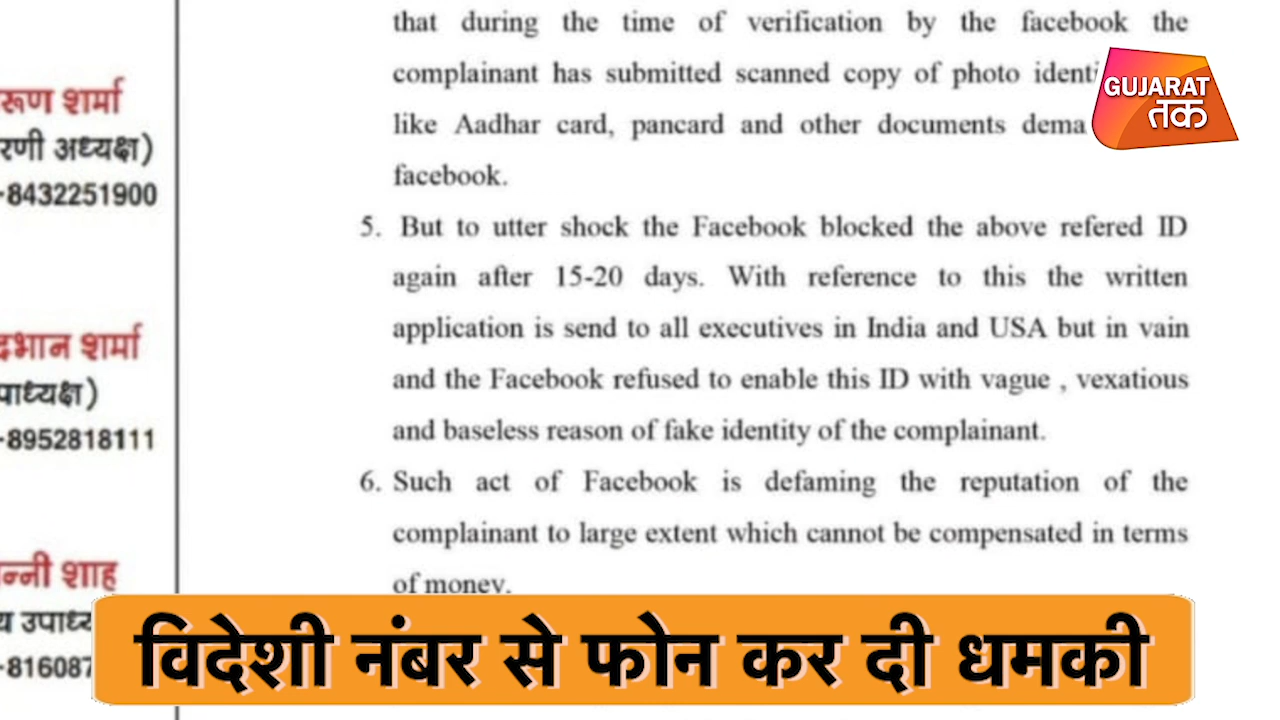 that during the time of verification by the facebook the
complainant has submitted scanned copy of photo identi
like Aadhar card, pancard and other documents dema
facebook.
5. But to utter shock the Facebook blocked the above refered ID
again after 15-20 days. With reference to this the written
application is send to all executives in India and USA but in vain
and the Facebook refused to enable this ID with vague , vexatious
and baseless reason of fake identity of the complainant.
6. Such act of Facebook is defaming the reputation of the
complainant to large extent which cannot be compensated in terms
of money.
रूण शर्मा
रणी अध्यक्ष)
-8432251900
दभान शर्मा
पाध्यक्ष)
-8952818111
न्नी शाह
य उपाध्य
-816087
GUJARAT
तक
विदेशी नंबर से फोन कर दी धमकी